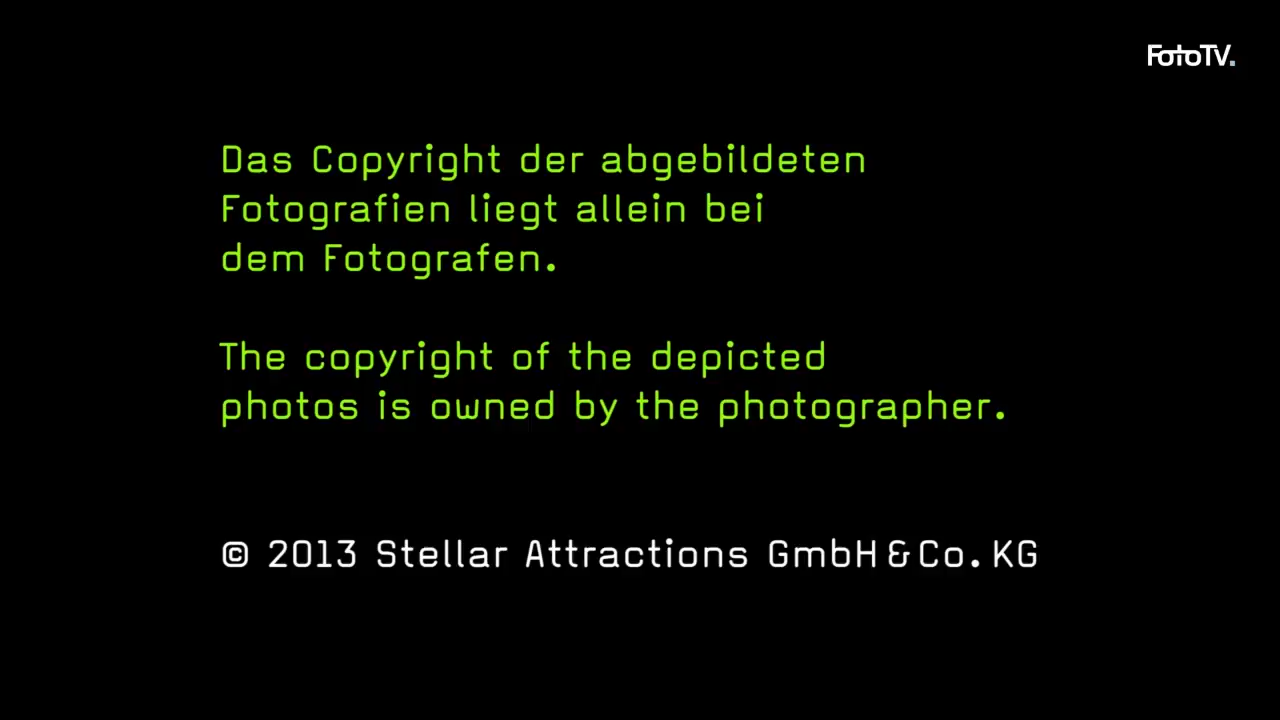 FotoTV.
Das Copyright der abgebildeten
Fotografien liegt allein bei
dem Fotografen.
The copyright of the depicted
photos is owned by the photographer.
© 2013 Stellar Attractions GmbH & Co. KG